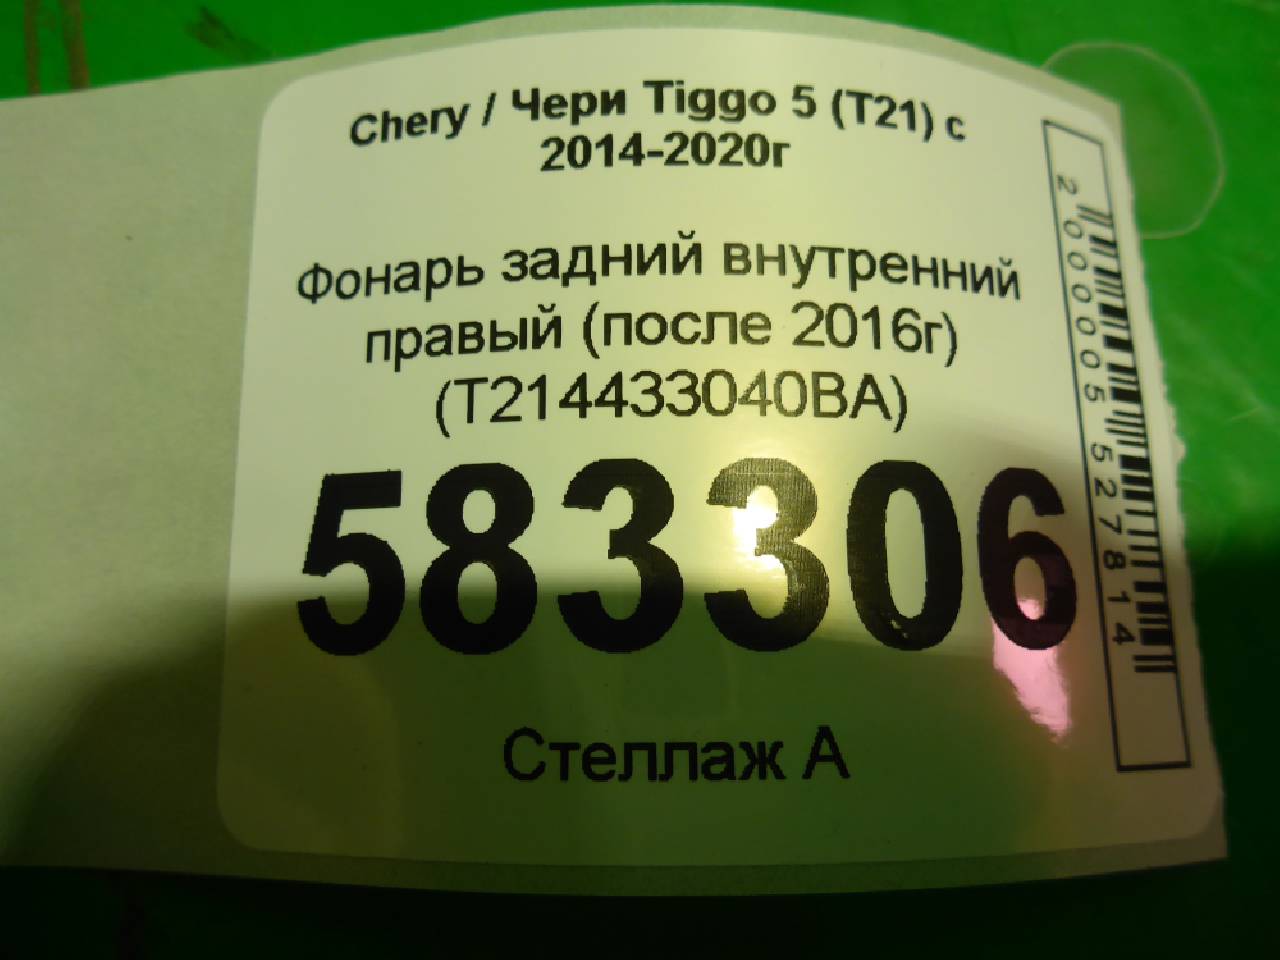 Chery / Чери Tiggo 5 (T21) с
2014-2020г
Фонарь задний внутренний
правый (после 2016г)
(T214433040BA)
583306
Стеллаж А
2000005527814